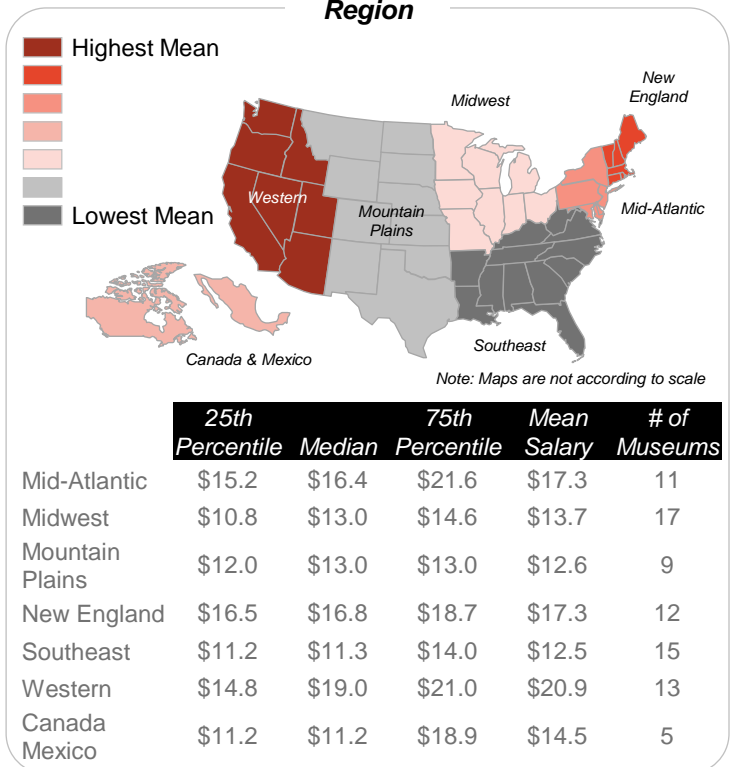 Region
Highest Mean
Lowest Mean
New
England
Midwest
Western
Mountain
Plains
Mid-Atlantic
Southeast
Canada & Mexico
Note: Maps are not according to scale
25th
Percentile Median 75th
Percentile Mean
Salary # of
Museums
Mid-Atlantic $15.2 $16.4 $21.6 $17.3 11
Midwest $10.8 $13.0 $14.6 $13.7 17
Mountain
Plains $12.0 $13.0 $13.0 $12.6 9
New England $16.5 $16.8 $18.7 $17.3 12
Southeast $11.2 $11.3 $14.0 $12.5 15
Western $14.8 $19.0 $21.0 $20.9 13
Canada
Mexico $11.2 $11.2 $18.9 $14.5 5